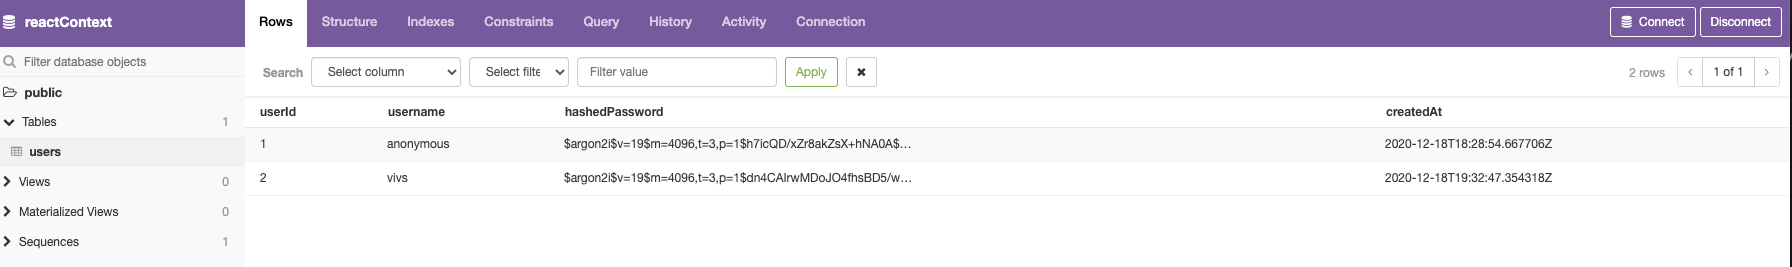 reactContext
Rows Structure Indexes Constraints Query History Activity Connection
Connect Disconnect
Filter database objects
Search Select column Select filte Filter value Apply 2 rows 1 of 1
public
Tables 1
users
Views 0
Materialized Views 0
Sequences 1
userId username hashedPassword createdAt
1 anonymous $argon2i$v=19$m=4096,t=3,p=1$h7icQD/xZr8akZsX+hNA0A$… 2020-12-18T18:28:54.667706Z
2 vivs $argon2i$v=19$m=4096,t=3,p=1$dn4CAlrwMDoJO4fhsBD5/w… 2020-12-18T19:32:47.354318Z